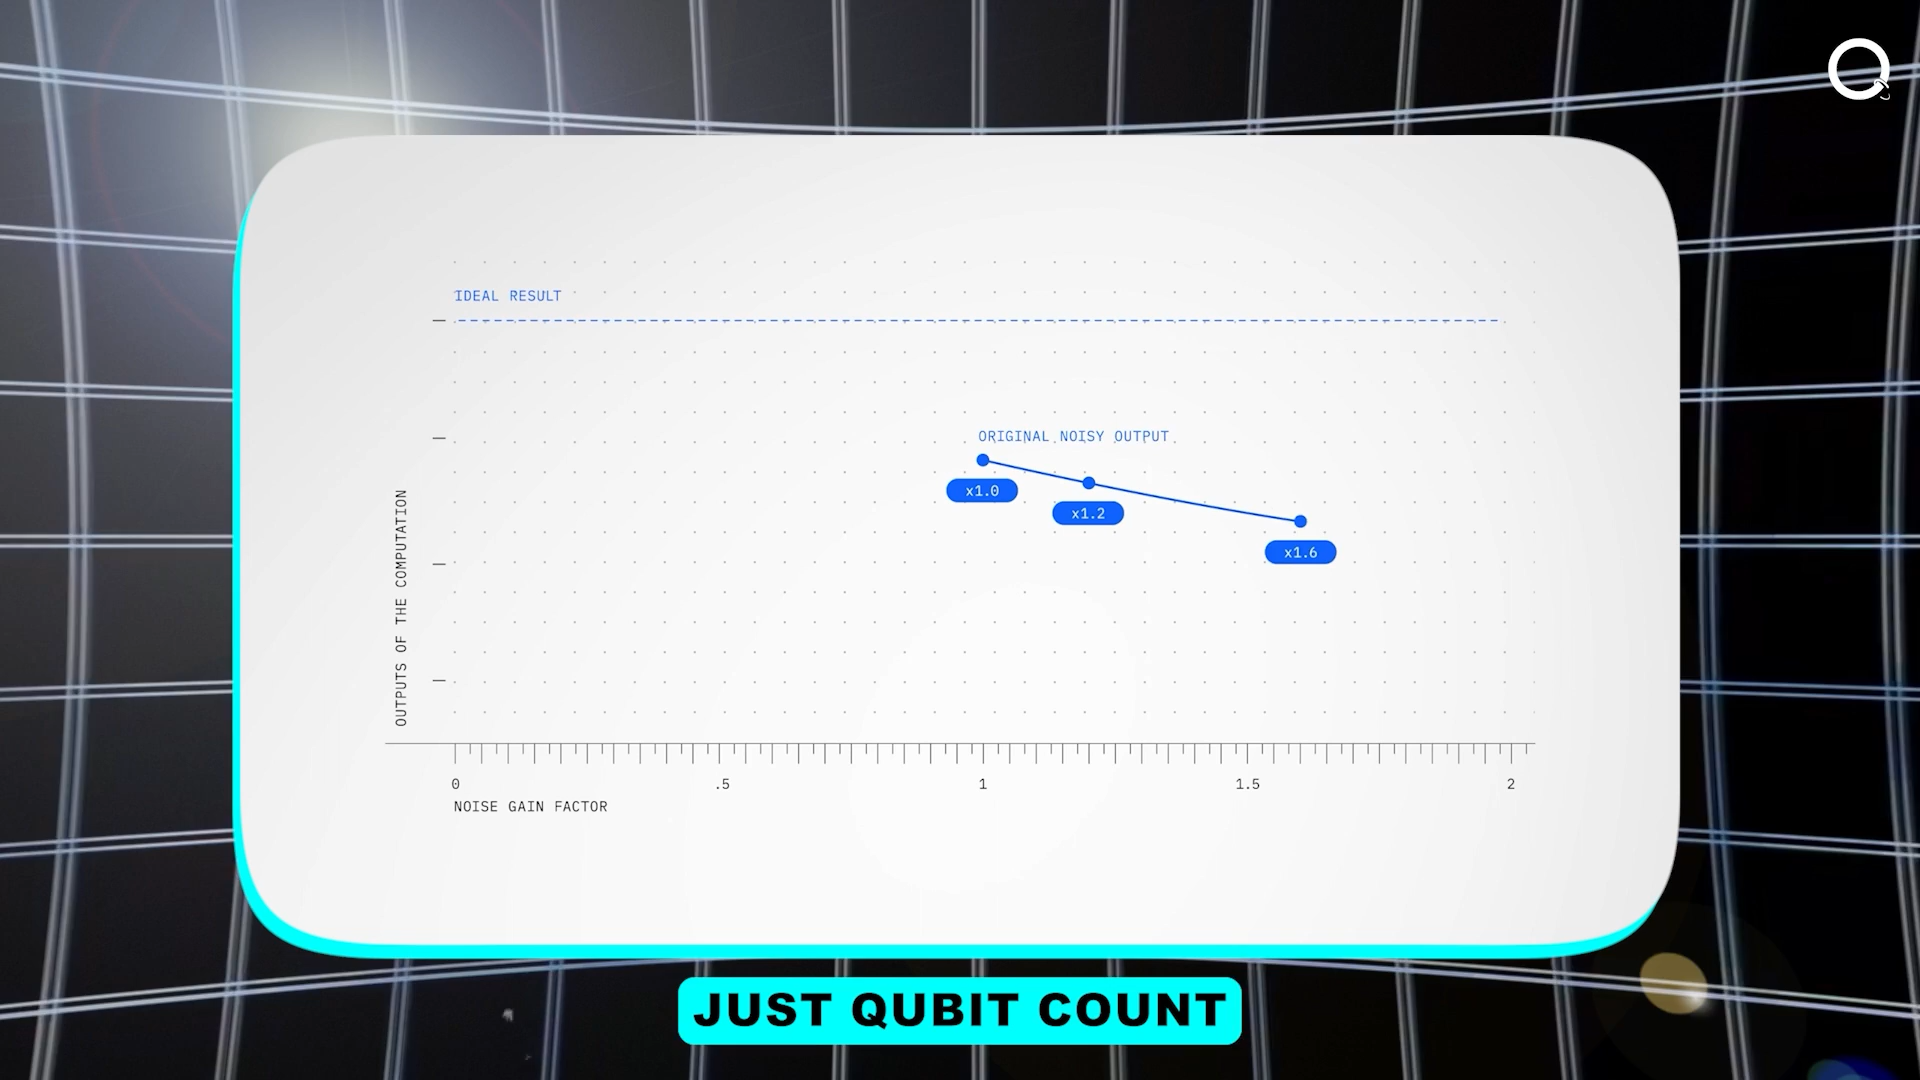 IDEAL RESULT
ORIGINAL NOISY OUTPUT
x1.0
x1.2
x1.6
OUTPUTS OF THE COMPUTATION
0 .5 1 1.5 2
NOISE GAIN FACTOR
JUST QUBIT COUNT